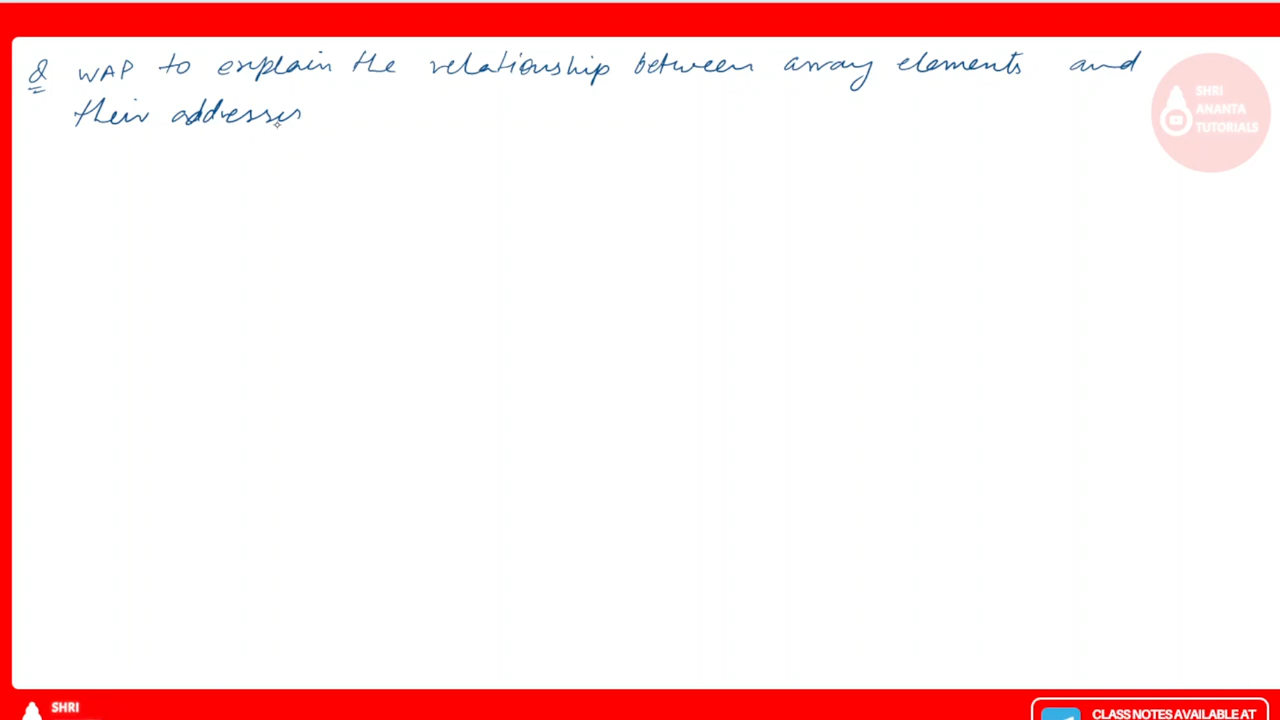 Q WAP to explain the relationship between array elements and
their addresses
SHRI
ANANTA
TUTORIALS
SHRI
CLASS NOTES AVAILABLE AT